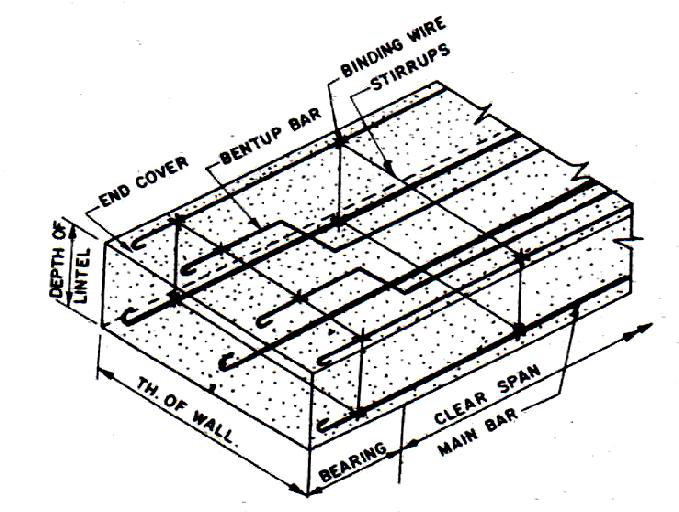 BINDING WIRE
STIRRUPS
BENTUP BAR
END COVER
DEPTH OF
LINTEL
TH. OF WALL
BEARING
CLEAR SPAN
MAIN BAR